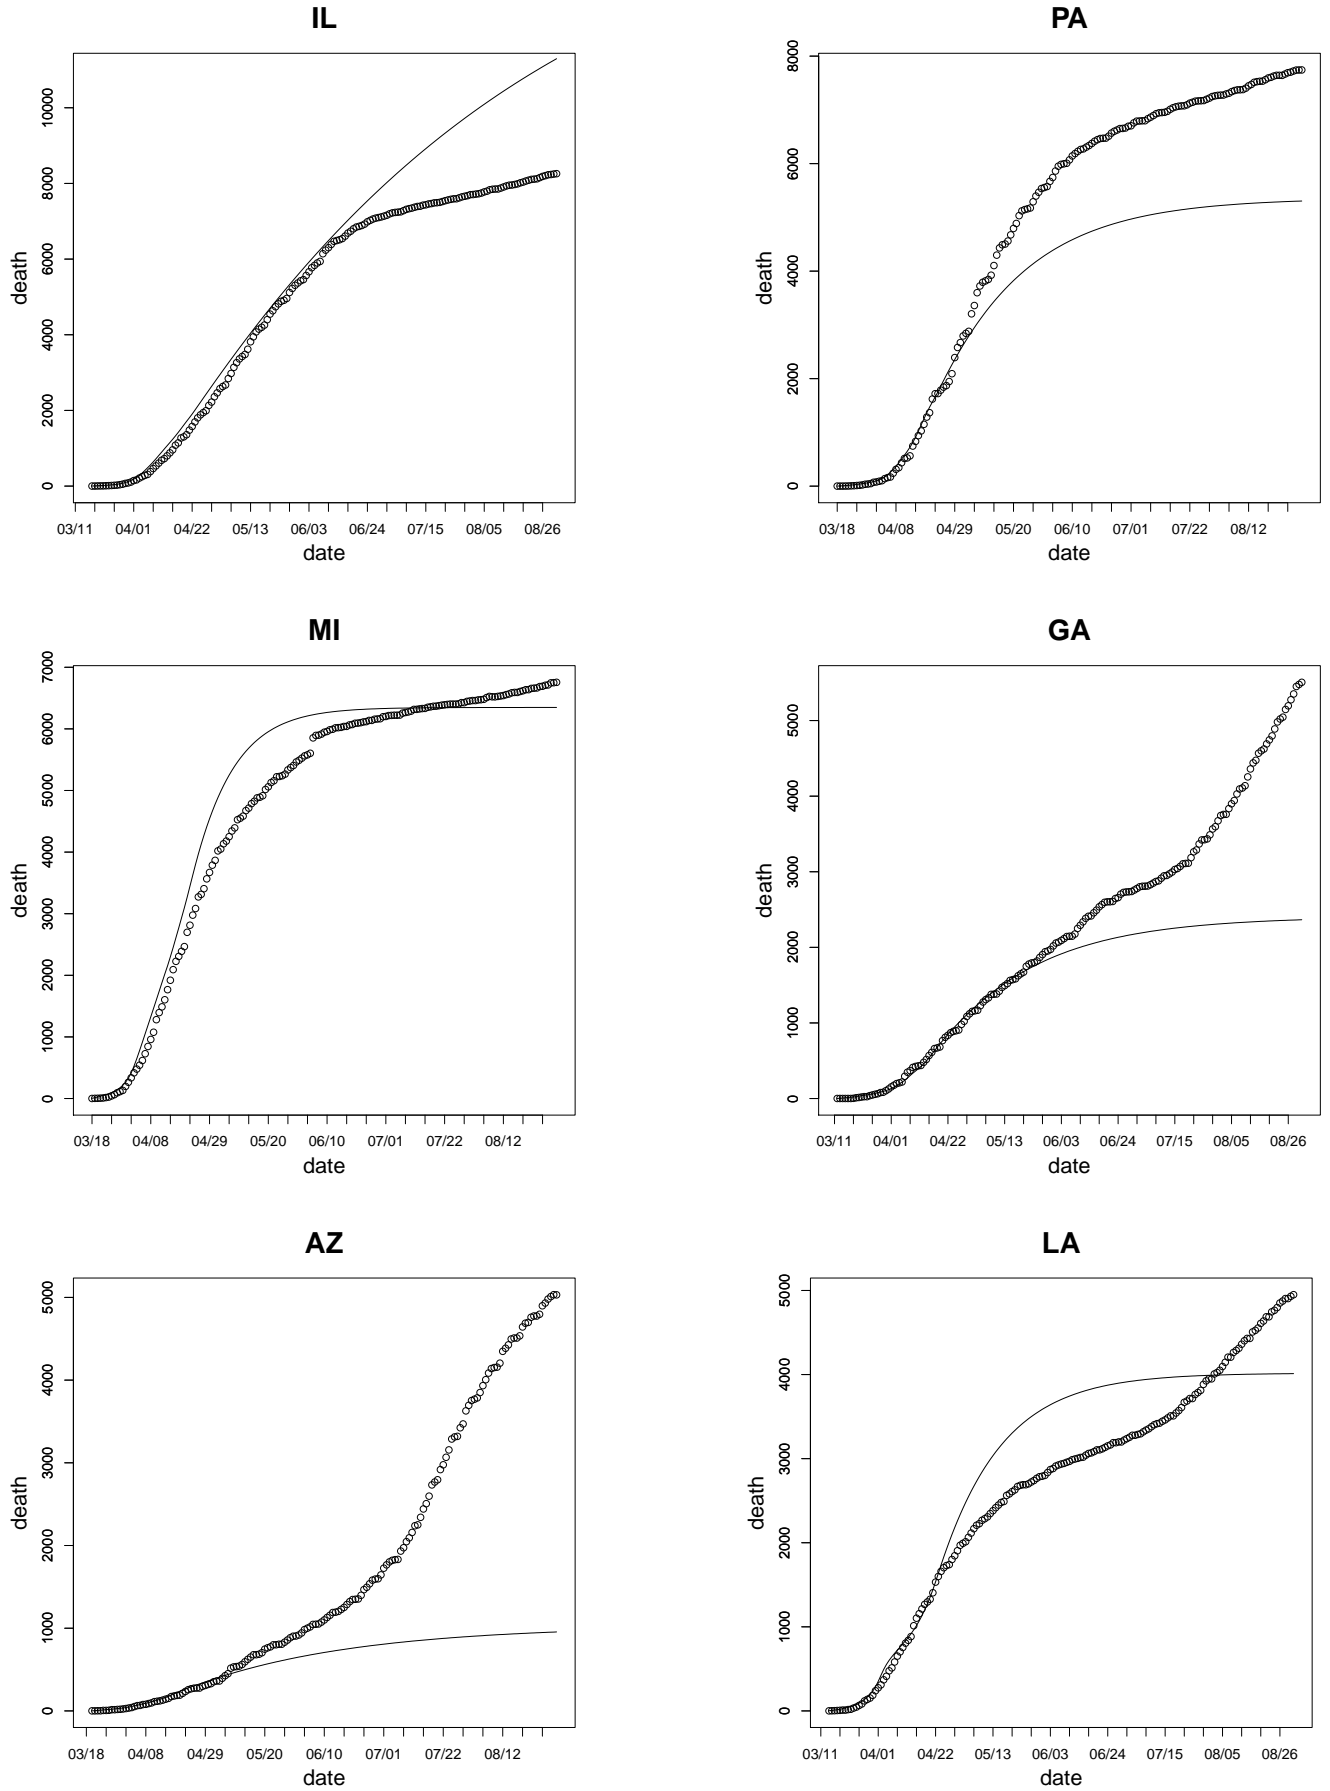 IL
PA
death
0 2000 4000 6000 8000 10000
03/11 04/01 04/22 05/13 06/03 06/24 07/15 08/05 08/26
date
death
0 2000 4000 6000 8000
03/18 04/08 04/29 05/20 06/10 07/01 07/22 08/12
date
MI
GA
death
0 1000 2000 3000 4000 5000 6000 7000
03/18 04/08 04/29 05/20 06/10 07/01 07/22 08/12
date
death
0 1000 2000 3000 4000 5000
03/11 04/01 04/22 05/13 06/03 06/24 07/15 08/05 08/26
date
AZ
LA
death
0 1000 2000 3000 4000 5000
03/18 04/08 04/29 05/20 06/10 07/01 07/22 08/12
date
death
0 1000 2000 3000 4000 5000
03/11 04/01 04/22 05/13 06/03 06/24 07/15 08/05 08/26
date